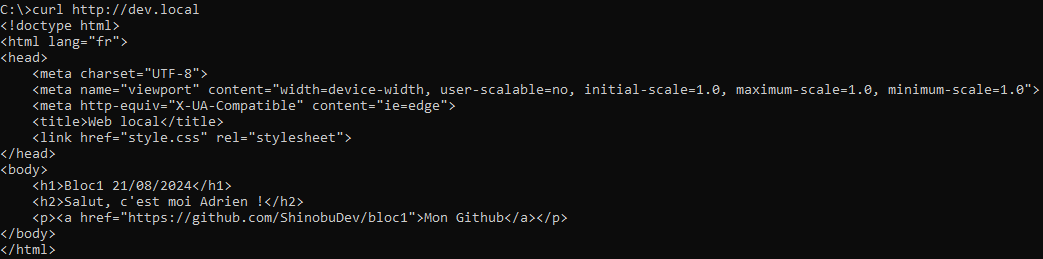 C:\>curl http://dev.local
<!doctype html>
<html lang="fr">
<head>
    <meta charset="UTF-8">
    <meta name="viewport" content="width=device-width, user-scalable=no, initial-scale=1.0, maximum-scale=1.0, minimum-scale=1.0">
    <meta http-equiv="X-UA-Compatible" content="ie=edge">
    <title>Web local</title>
    <link href="style.css" rel="stylesheet">
</head>
<body>
    <h1>Bloc1 21/08/2024</h1>
    <h2>Salut, c'est moi Adrien !</h2>
    <p><a href="https://github.com/ShinobuDev/bloc1">Mon Github</a></p>
</body>
</html>